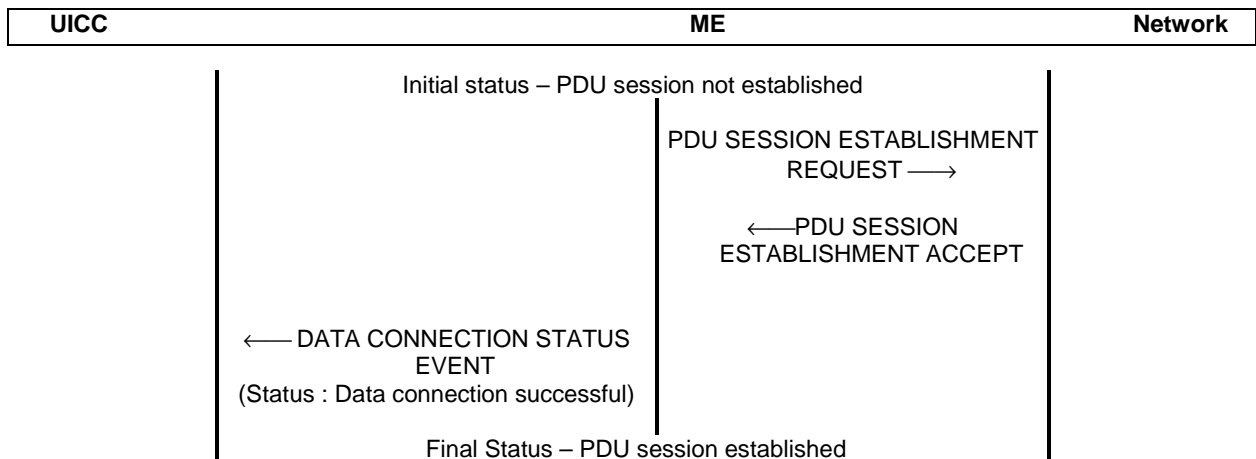 UICC ME Network
Initial status – PDU session not established
PDU SESSION ESTABLISHMENT
REQUEST ⟶
⟵PDU SESSION
ESTABLISHMENT ACCEPT
⟵ DATA CONNECTION STATUS
EVENT
(Status : Data connection successful)
Final Status – PDU session established